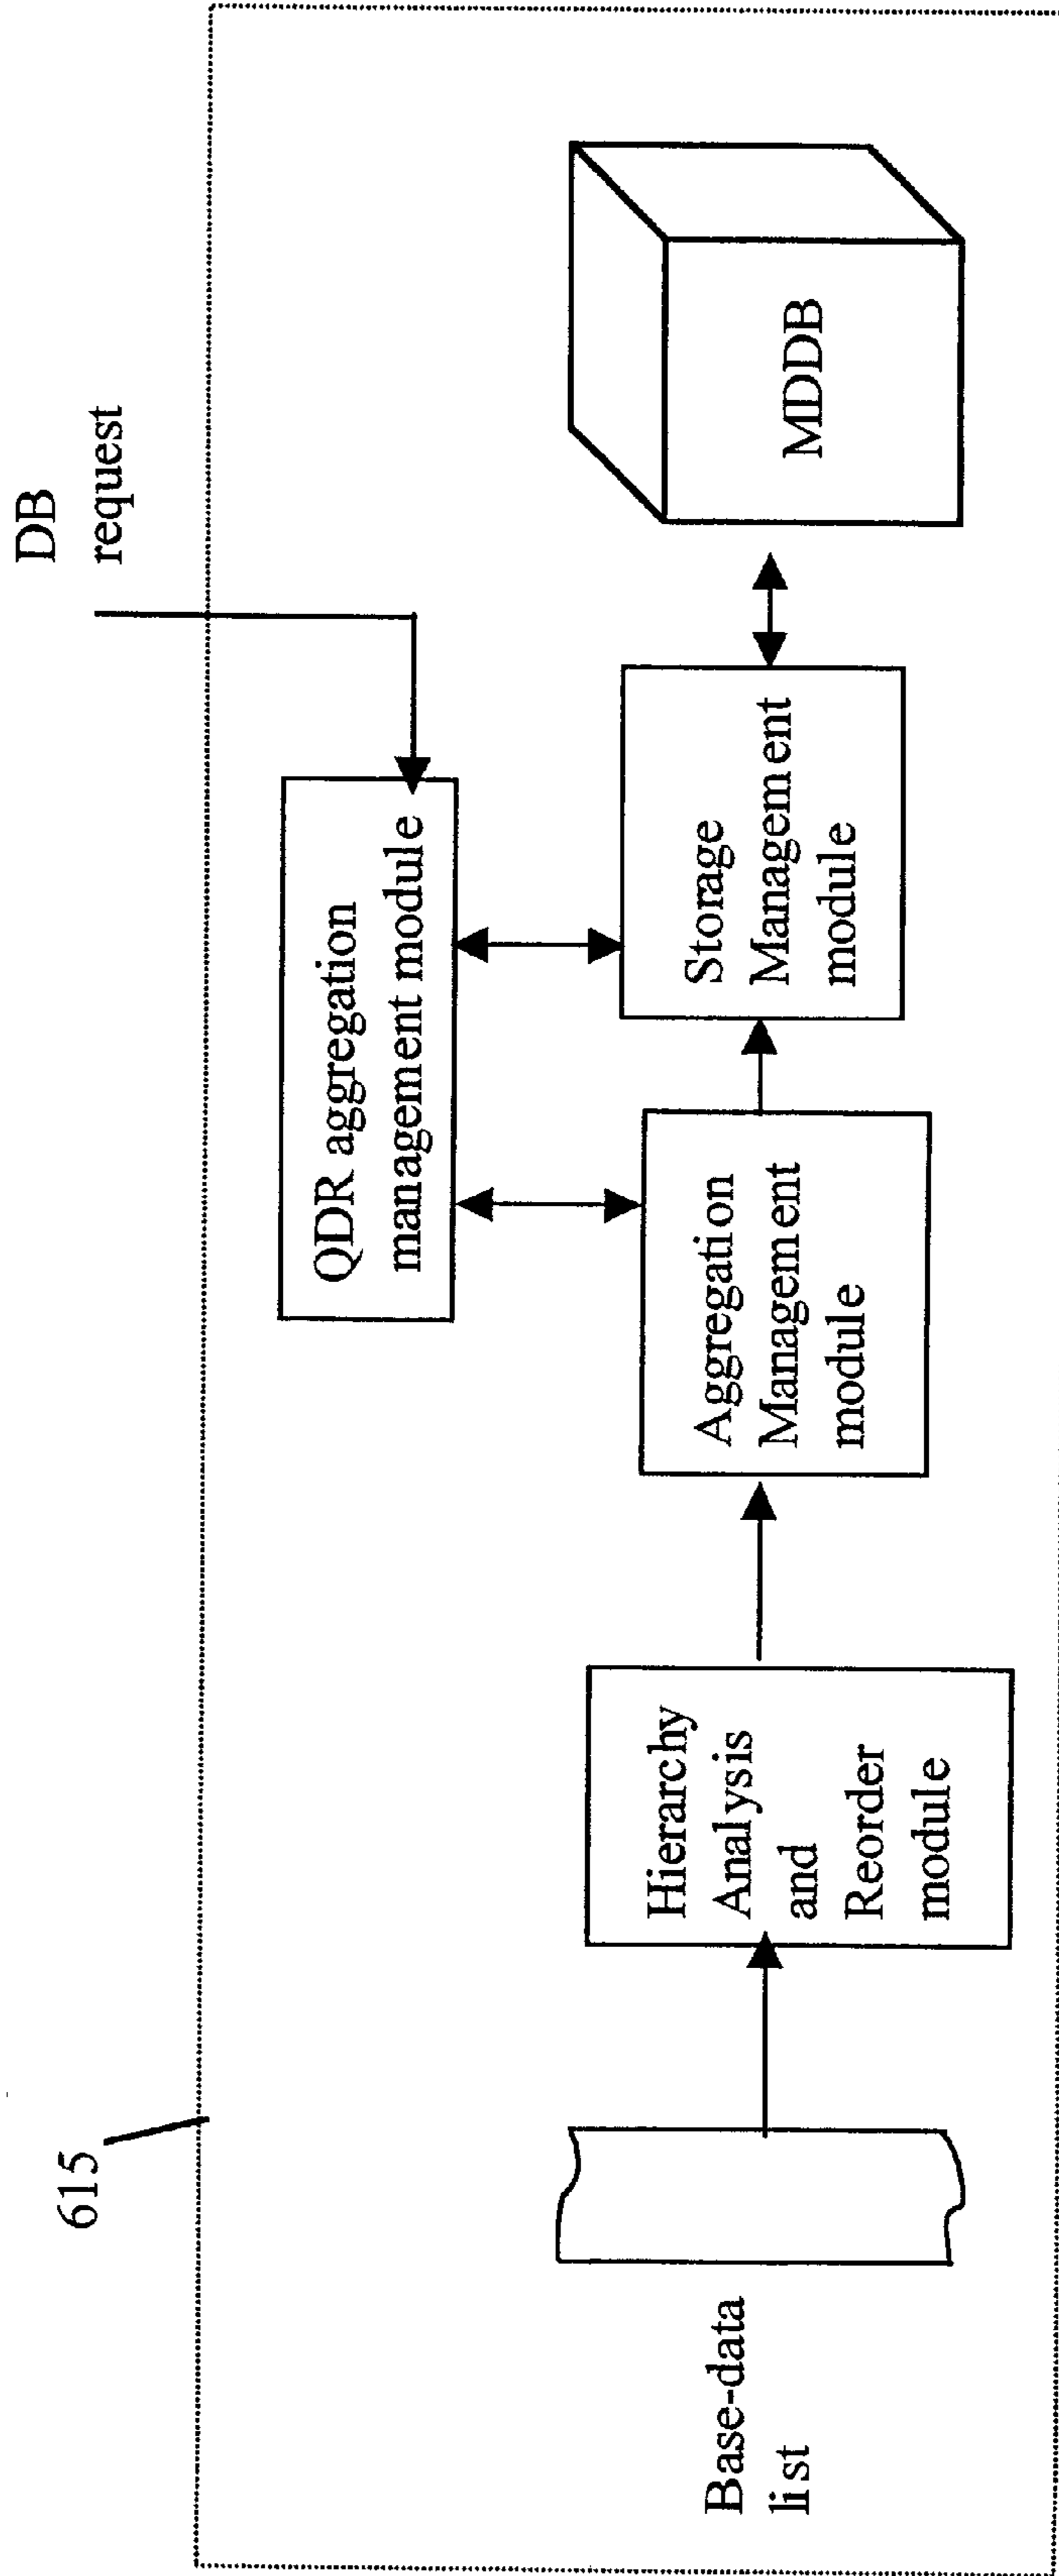 615
DB
request
QDR aggregation
management module
Base-data
list
Hierarchy
Analysis
and
Reorder
module
Aggregation
Management
module
Storage
Management
module
MDDB